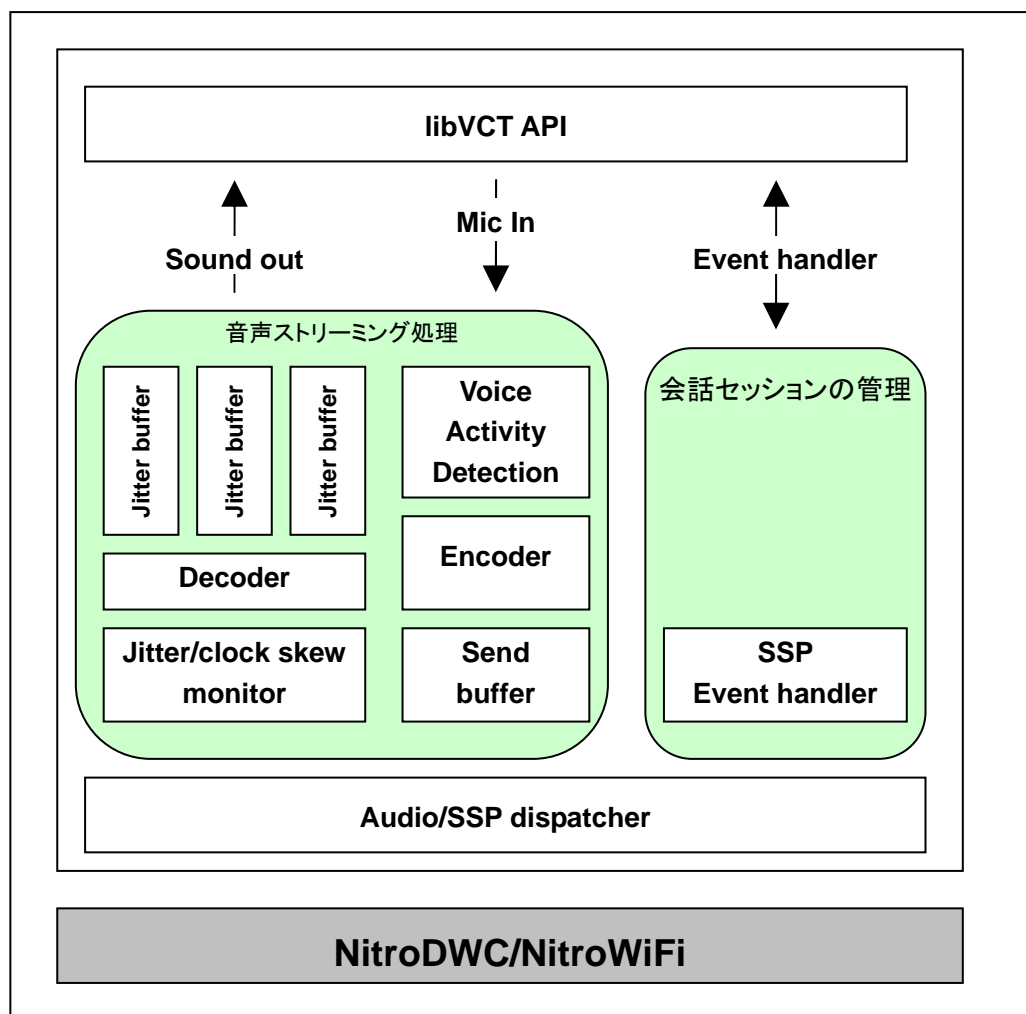 libVCT API
Sound out
Mic In
Event handler
音声ストリーミング処理
Jitter buffer
Jitter buffer
Jitter buffer
Decoder
Jitter/clock skew
monitor
Voice
Activity
Detection
Encoder
Send
buffer
会話セッションの管理
SSP
Event handler
Audio/SSP dispatcher
NitroDWC/NitroWiFi